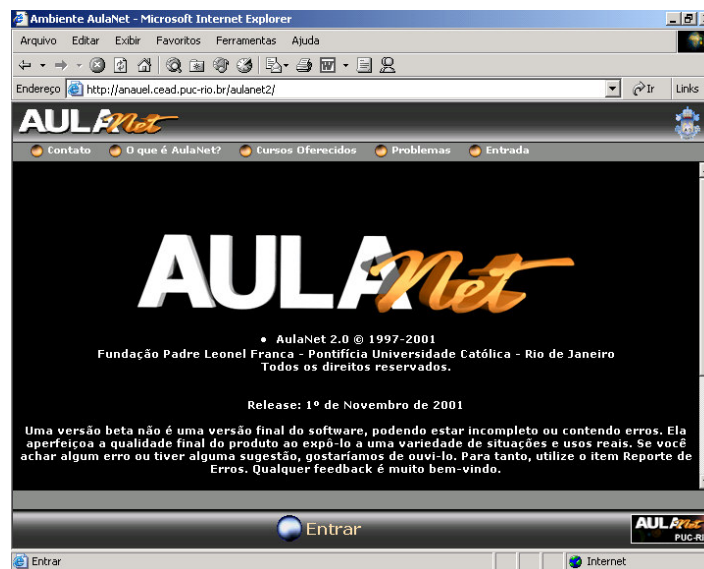 Ambiente AulaNet - Microsoft Internet Explorer
Arquivo Editar Exibir Favoritos Ferramentas Ajuda
Endereço http://anauel.cead.puc-rio.br/aulanet2/ Ir Links
AULANet
Contato O que é AulaNet? Cursos Oferecidos Problemas Entrada
AULANet
• AulaNet 2.0 © 1997-2001
Fundação Padre Leonel Franca - Pontifícia Universidade Católica - Rio de Janeiro
Todos os direitos reservados.
Release: 1º de Novembro de 2001
Uma versão beta não é uma versão final do software, podendo estar incompleto ou contendo erros. Ela
aperfeiçoa a qualidade final do produto ao expô-lo a uma variedade de situações e usos reais. Se você
achar algum erro ou tiver alguma sugestão, gostaríamos de ouvi-lo. Para tanto, utilize o item Reporte de
Erros. Qualquer feedback é muito bem-vindo.
Entrar
AULANet
PUC-RI
Entrar Internet